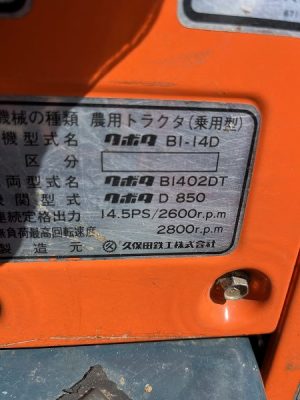 機械の種類 農用トラクタ(乗用型)
機型式名 クボタ B1-14D
区分
両型式名 クボタ B1402DT
関型式名 クボタ D 850
連続定格出力 14.5PS/2600r.p.m
無負荷最高回転速度 2800r.p.m
製造元 久保田鉄工株式会社